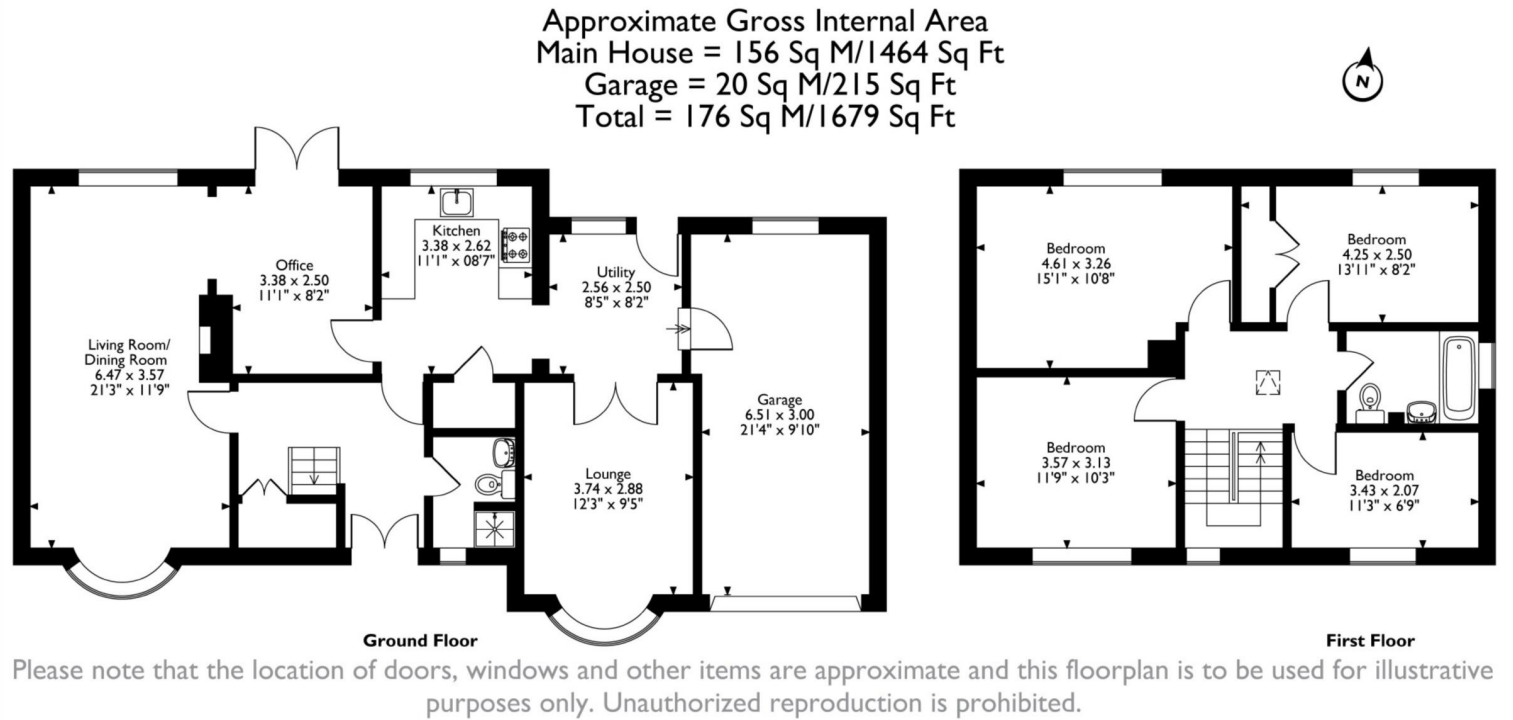 Approximate Gross Internal Area
Main House = 156 Sq M/1464 Sq Ft
Garage = 20 Sq M/215 Sq Ft
Total = 176 Sq M/1679 Sq Ft
N
Living Room/
Dining Room
6.47 x 3.57
21'3" x 11'9"
Office
3.38 x 2.50
11'1" x 8'2"
Kitchen
3.38 x 2.62
11'1" x 08'7"
Utility
2.56 x 2.50
8'5" x 8'2"
Lounge
3.74 x 2.88
12'3" x 9'5"
Garage
6.51 x 3.00
21'4" x 9'10"
Ground Floor
Bedroom
4.61 x 3.26
15'1" x 10'8"
Bedroom
4.25 x 2.50
13'11" x 8'2"
Bedroom
3.57 x 3.13
11'9" x 10'3"
Bedroom
3.43 x 2.07
11'3" x 6'9"
First Floor
Please note that the location of doors, windows and other items are approximate and this floorplan is to be used for illustrative
purposes only. Unauthorized reproduction is prohibited.